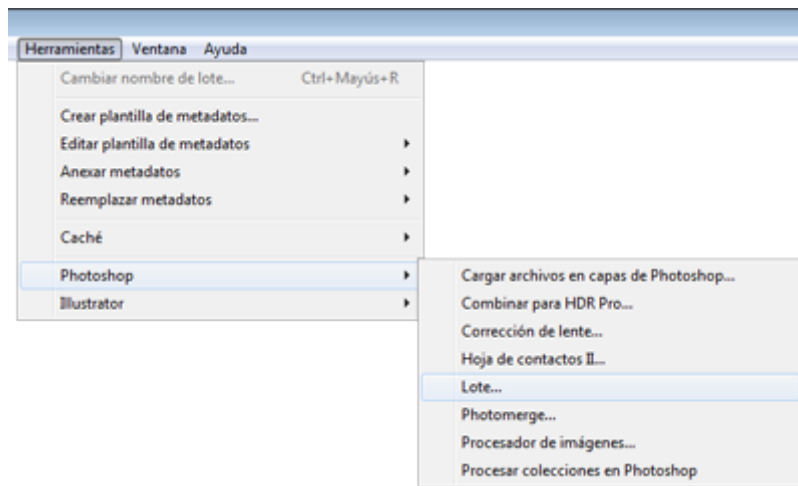 Herramientas Ventana Ayuda
Cambiar nombre de lote... Ctrl+Mayús+R
Crear plantilla de metadatos...
Editar plantilla de metadatos
Anexar metadatos
Reemplazar metadatos
Caché
Photoshop
Illustrator
Cargar archivos en capas de Photoshop...
Combinar para HDR Pro...
Corrección de lente...
Hoja de contactos II...
Lote...
Photomerge...
Procesador de imágenes...
Procesar colecciones en Photoshop